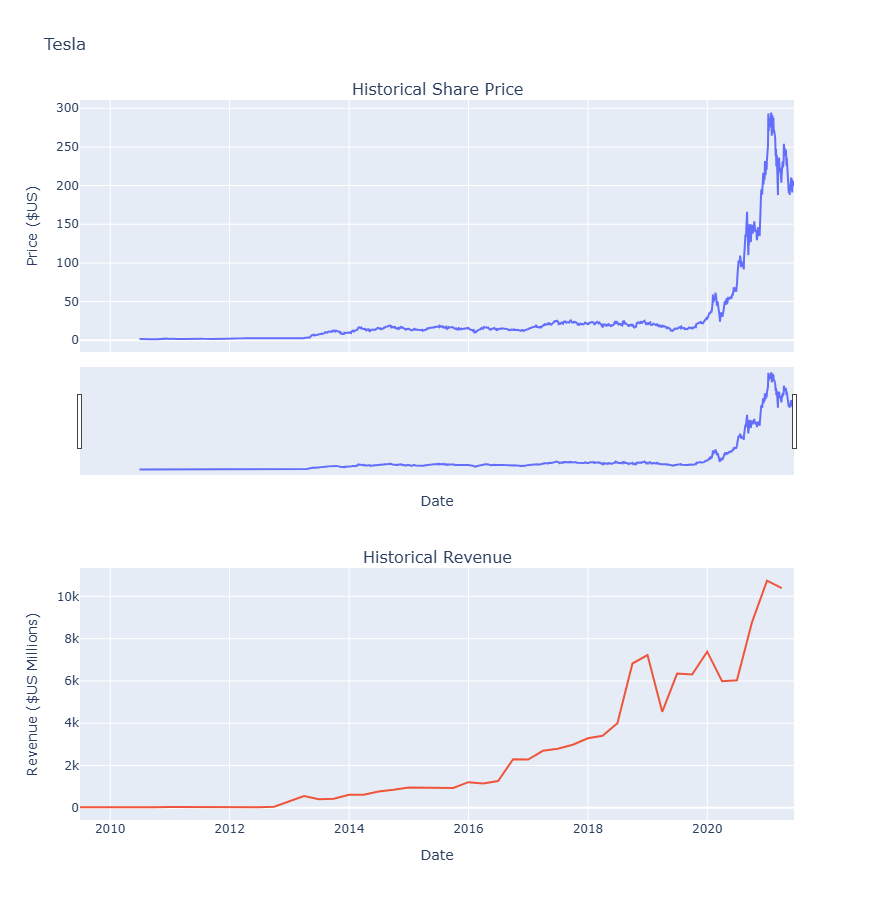 Tesla
Historical Share Price
300
250
200
150
100
50
0
Price ($US)
Date
Historical Revenue
10k
8k
6k
4k
2k
0
Revenue ($US Millions)
2010 2012 2014 2016 2018 2020
Date